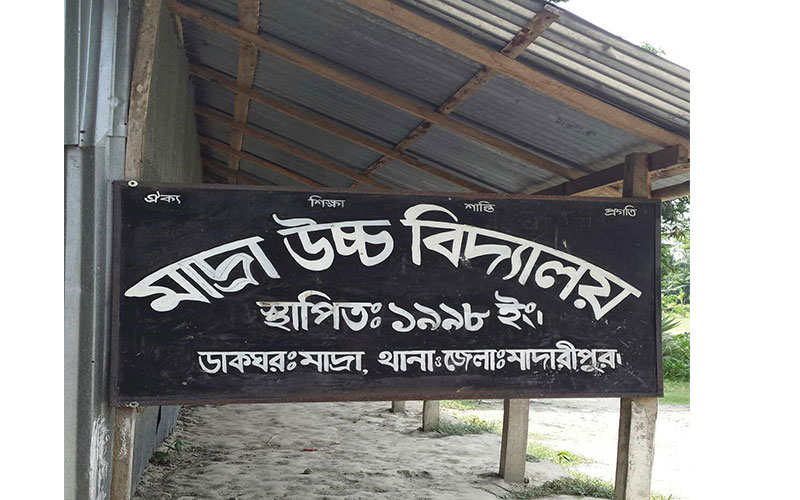 ঐক্য শিক্ষা শান্তি প্রগতি
মাদ্রা উচ্চ বিদ্যালয়
স্থাপিতঃ ১৯৯৮ ইং।
ডাকঘরঃ মাদ্রা, থানা ও জেলাঃ মাদারীপুর।